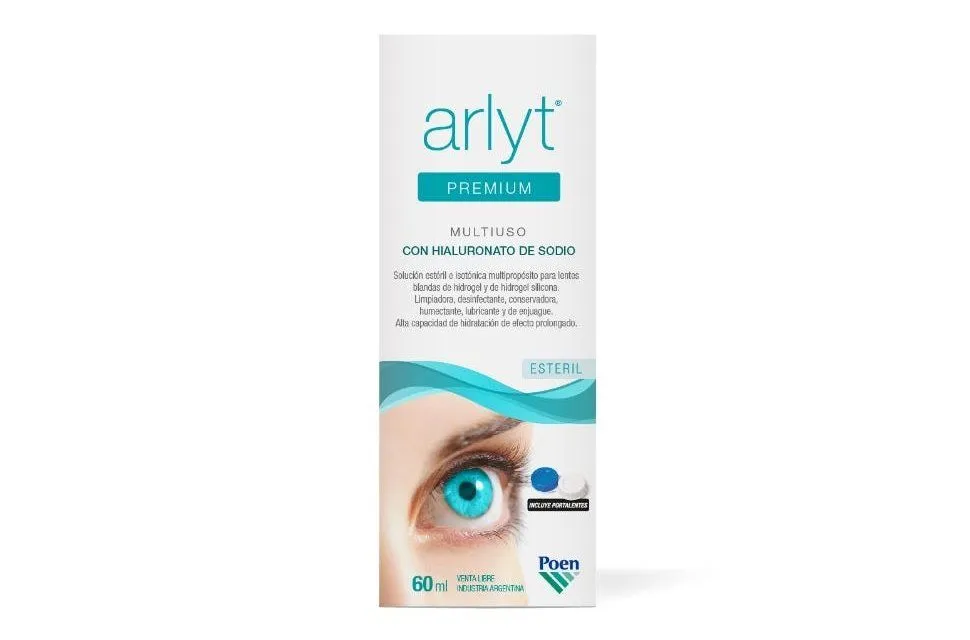 arlyt®
PREMIUM
MULTIUSO
CON HIALURONATO DE SODIO
Solución estéril e isotónica multipropósito para lentes
blandas de hidrogel y de hidrogel silicona.
Limpiadora, desinfectante, conservadora,
humectante, lubricante y de enjuague.
Alta capacidad de hidratación de efecto prolongado.
ESTERIL
INCLUYE PORTALENTES
Poen
60 ml
VENTA LIBRE
INDUSTRIA ARGENTINA